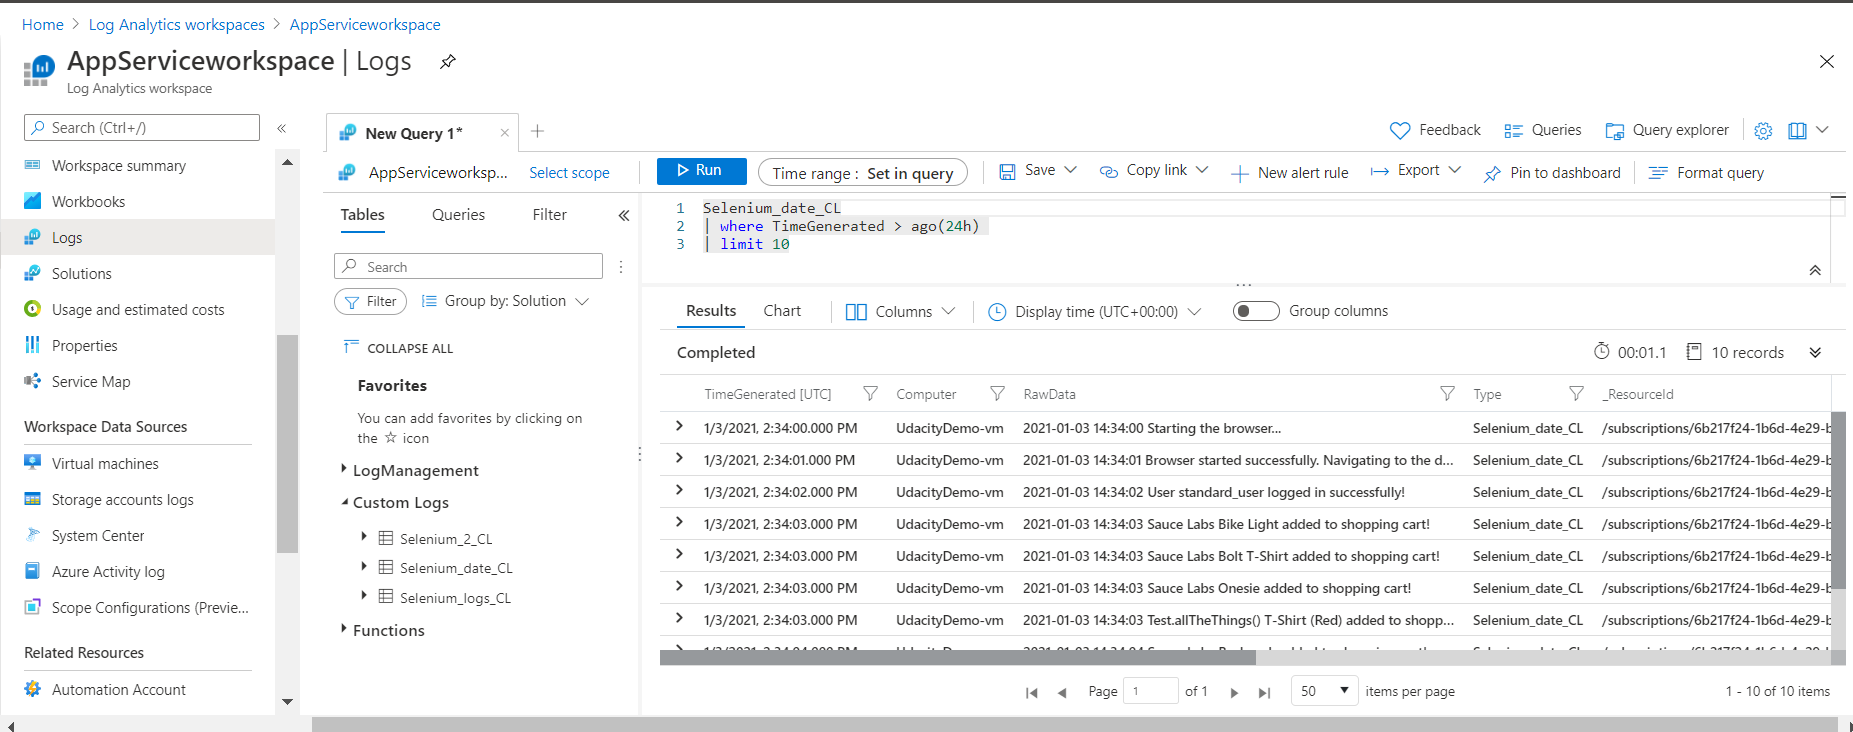 Home > Log Analytics workspaces > AppServiceworkspace
AppServiceworkspace | Logs
Log Analytics workspace
Search (Ctrl+/)
«
Workspace summary
Workbooks
Logs
Solutions
Usage and estimated costs
Properties
Service Map
Workspace Data Sources
Virtual machines
Storage accounts logs
System Center
Azure Activity log
Scope Configurations (Previe...
Related Resources
Automation Account
New Query 1*
Feedback Queries Query explorer
AppServiceworksp... Select scope Run Time range : Set in query Save Copy link New alert rule Export Pin to dashboard Format query
Tables Queries Filter «
Search
Filter Group by: Solution
COLLAPSE ALL
Favorites
You can add favorites by clicking on
the ☆ icon
LogManagement
Custom Logs
Selenium_2_CL
Selenium_date_CL
Selenium_logs_CL
Functions
1 Selenium_date_CL
2 | where TimeGenerated > ago(24h)
3 | limit 10
Results Chart Columns Display time (UTC+00:00) Group columns
Completed 00:01.1 10 records
TimeGenerated [UTC] Computer RawData Type _ResourceId
1/3/2021, 2:34:00.000 PM UdacityDemo-vm 2021-01-03 14:34:00 Starting the browser... Selenium_date_CL /subscriptions/6b217f24-1b6d-4e29-b
1/3/2021, 2:34:01.000 PM UdacityDemo-vm 2021-01-03 14:34:01 Browser started successfully. Navigating to the d... Selenium_date_CL /subscriptions/6b217f24-1b6d-4e29-b
1/3/2021, 2:34:02.000 PM UdacityDemo-vm 2021-01-03 14:34:02 User standard_user logged in successfully! Selenium_date_CL /subscriptions/6b217f24-1b6d-4e29-b
1/3/2021, 2:34:03.000 PM UdacityDemo-vm 2021-01-03 14:34:03 Sauce Labs Bike Light added to shopping cart! Selenium_date_CL /subscriptions/6b217f24-1b6d-4e29-b
1/3/2021, 2:34:03.000 PM UdacityDemo-vm 2021-01-03 14:34:03 Sauce Labs Bolt T-Shirt added to shopping cart! Selenium_date_CL /subscriptions/6b217f24-1b6d-4e29-b
1/3/2021, 2:34:03.000 PM UdacityDemo-vm 2021-01-03 14:34:03 Sauce Labs Onesie added to shopping cart! Selenium_date_CL /subscriptions/6b217f24-1b6d-4e29-b
1/3/2021, 2:34:03.000 PM UdacityDemo-vm 2021-01-03 14:34:03 Test.allTheThings() T-Shirt (Red) added to shopp... Selenium_date_CL /subscriptions/6b217f24-1b6d-4e29-b
Page 1 of 1 50 items per page 1 - 10 of 10 items